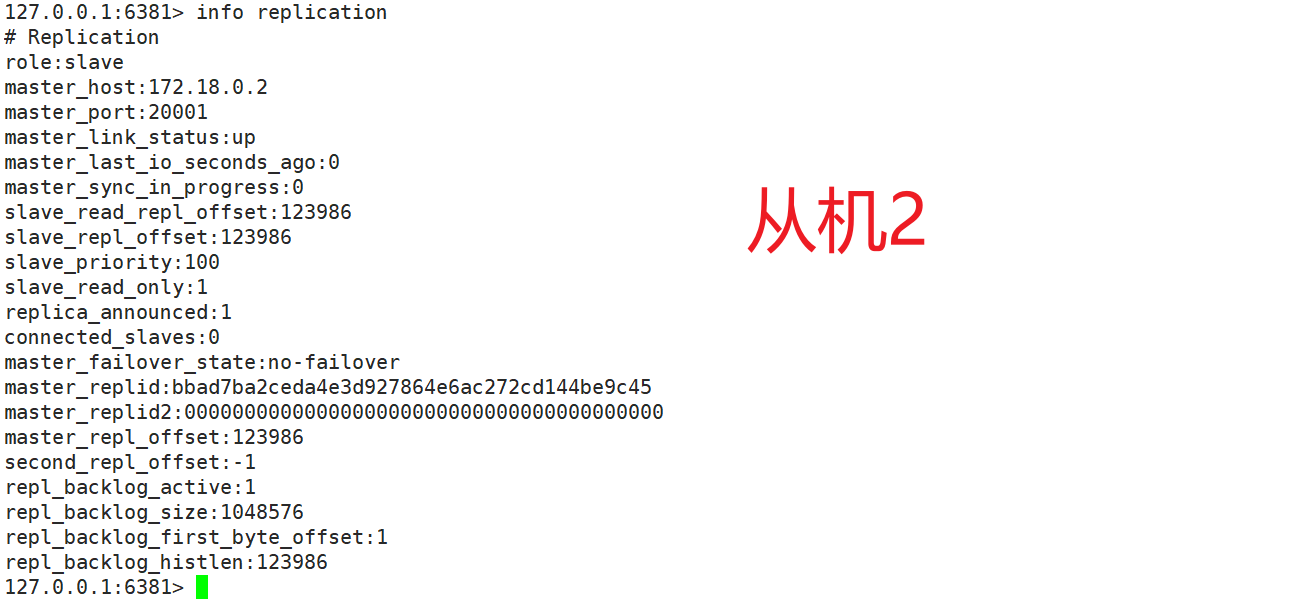 127.0.0.1:6381> info replication
# Replication
role:slave
master_host:172.18.0.2
master_port:20001
master_link_status:up
master_last_io_seconds_ago:0
master_sync_in_progress:0
slave_read_repl_offset:123986
slave_repl_offset:123986
slave_priority:100
slave_read_only:1
replica_announced:1
connected_slaves:0
master_failover_state:no-failover
master_replid:bbad7ba2ceda4e3d927864e6ac272cd144be9c45
master_replid2:0000000000000000000000000000000000000000
master_repl_offset:123986
second_repl_offset:-1
repl_backlog_active:1
repl_backlog_size:1048576
repl_backlog_first_byte_offset:1
repl_backlog_histlen:123986
127.0.0.1:6381>
从机2